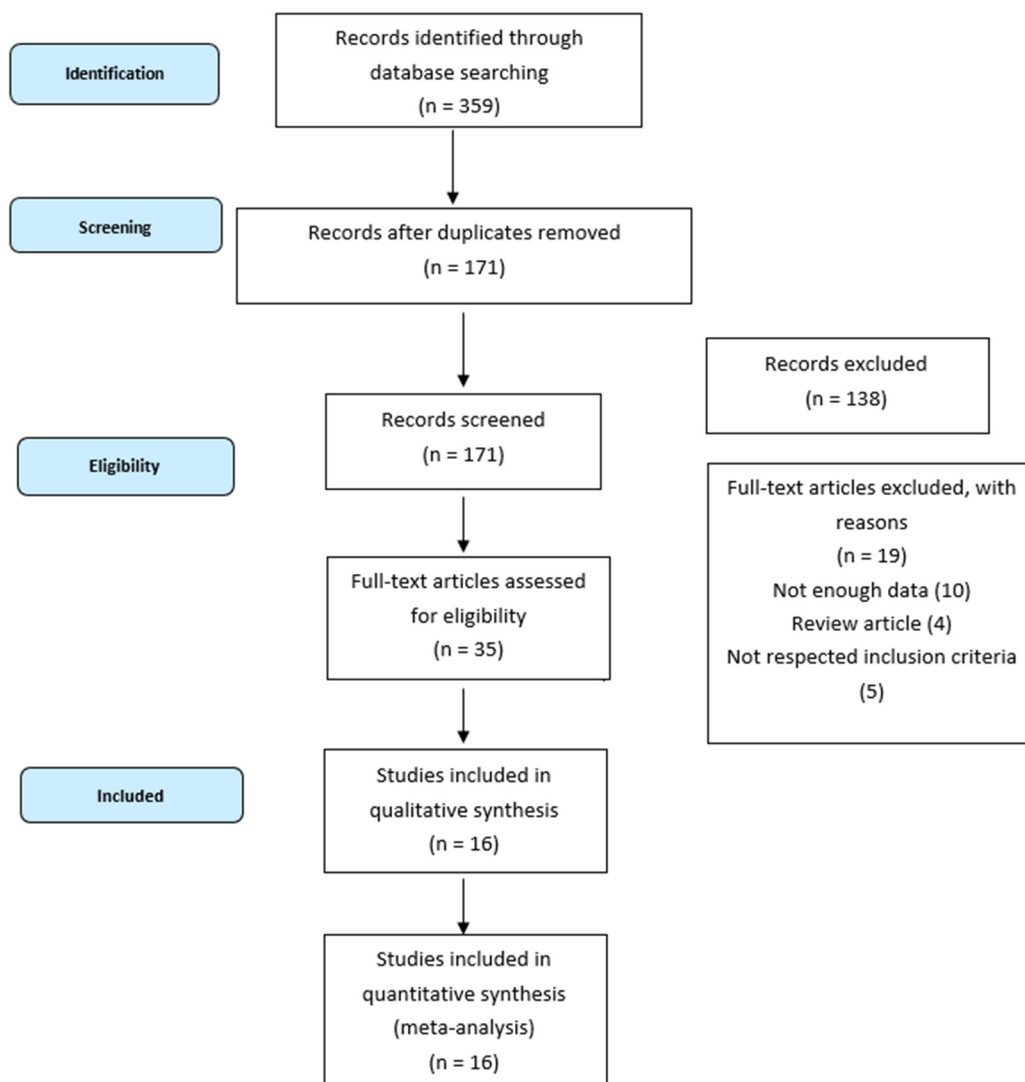 Identification
Records identified through
database searching
(n = 359)
Screening
Records after duplicates removed
(n = 171)
Records excluded
(n = 138)
Eligibility
Records screened
(n = 171)
Full-text articles excluded, with
reasons
(n = 19)
Not enough data (10)
Review article (4)
Not respected inclusion criteria
(5)
Full-text articles assessed
for eligibility
(n = 35)
Included
Studies included in
qualitative synthesis
(n = 16)
Studies included in
quantitative synthesis
(meta-analysis)
(n = 16)